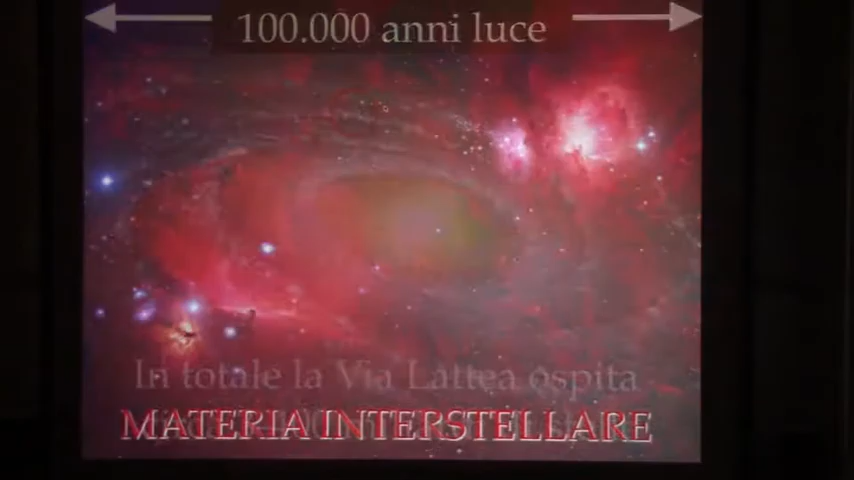 100.000 anni luce
In totale la Via Lattea ospita
MATERIA INTERSTELLARE